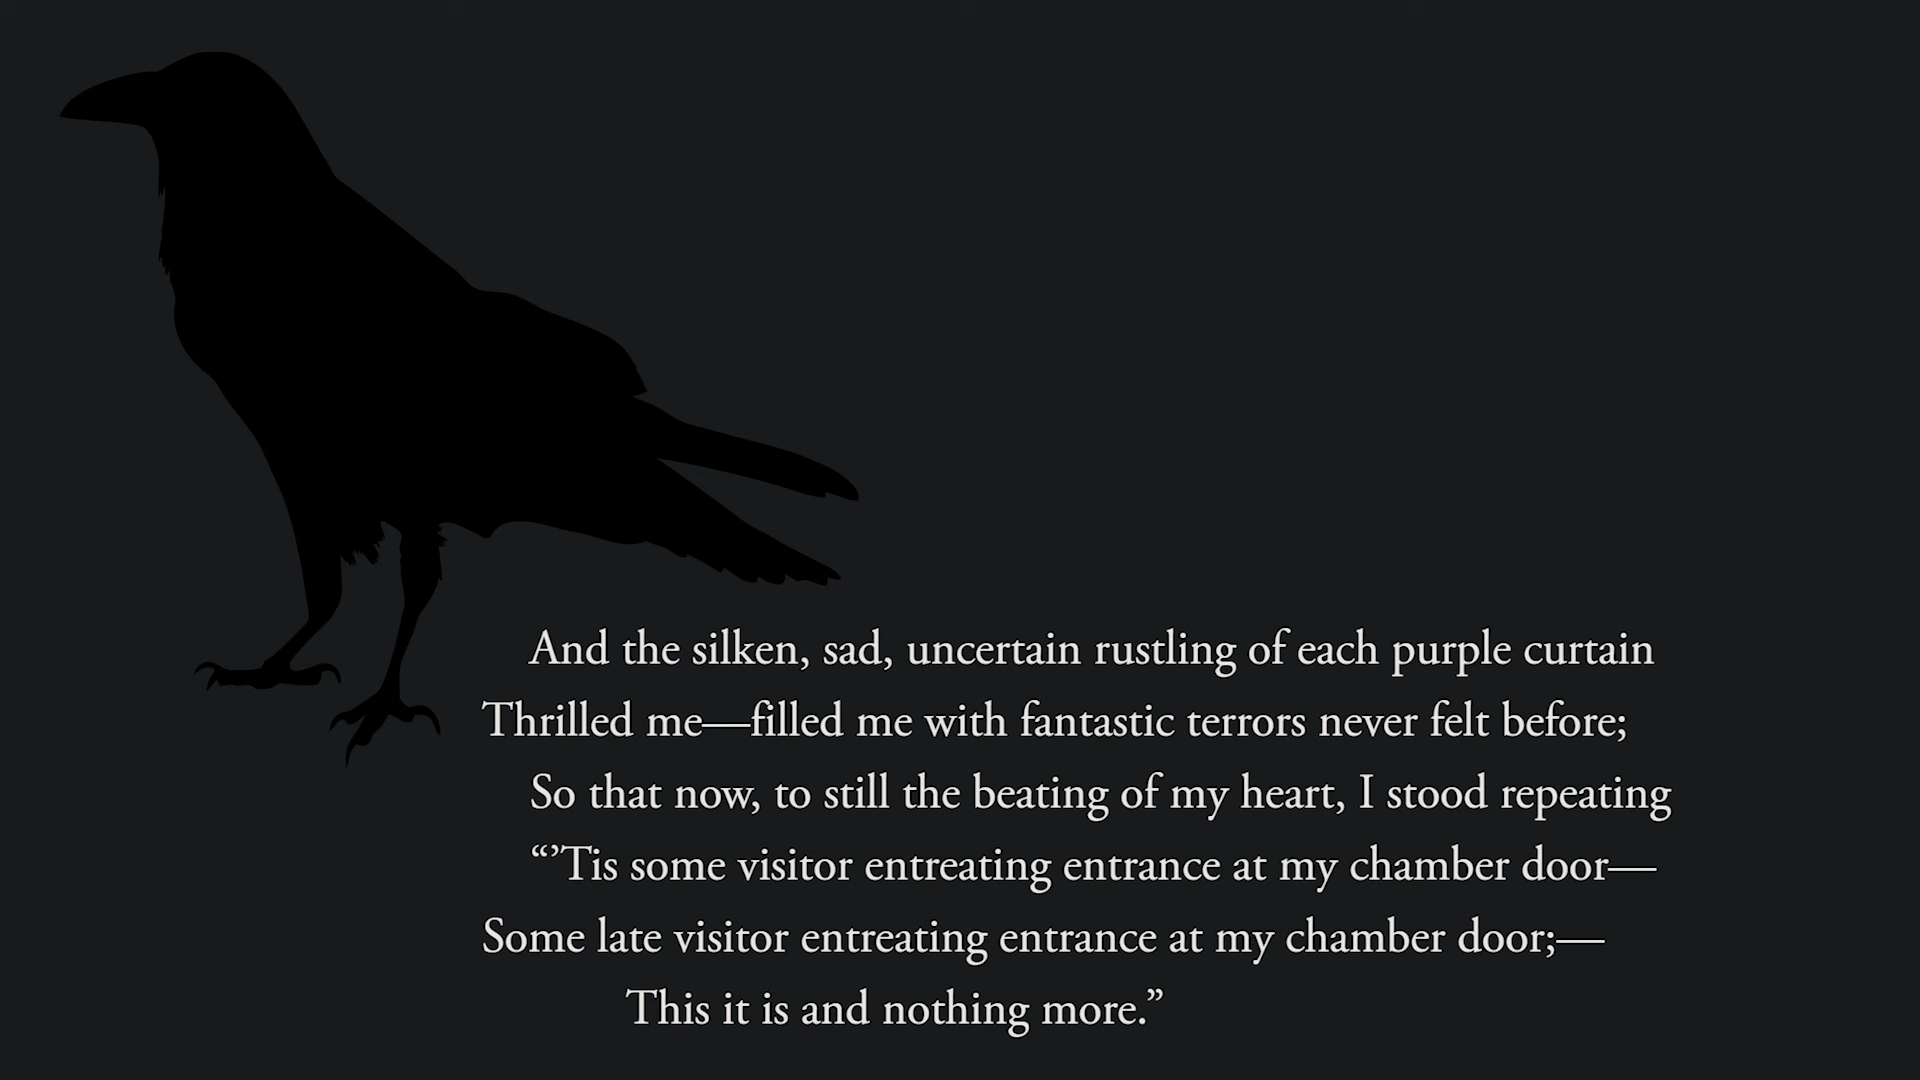 And the silken, sad, uncertain rustling of each purple curtain
Thrilled me—filled me with fantastic terrors never felt before;
So that now, to still the beating of my heart, I stood repeating
“’Tis some visitor entreating entrance at my chamber door—
Some late visitor entreating entrance at my chamber door;—
This it is and nothing more.”